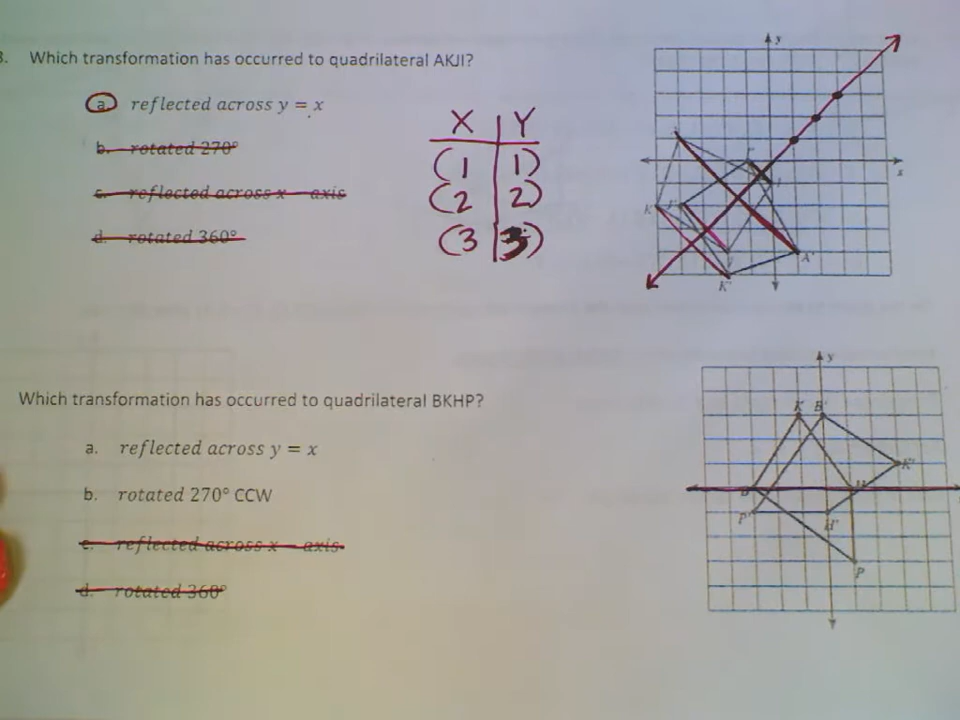 3. Which transformation has occurred to quadrilateral AKJI?
a. reflected across y = x
b. rotated 270°
c. reflected across x – axis
d. rotated 360°
X Y
(1 1)
(2 2)
(3 3)
y
x
K
A'
K'
Which transformation has occurred to quadrilateral BKHP?
a. reflected across y = x
b. rotated 270° CCW
c. reflected across x – axis
d. rotated 360°
y
K B'
K'
B H
P' H'
P